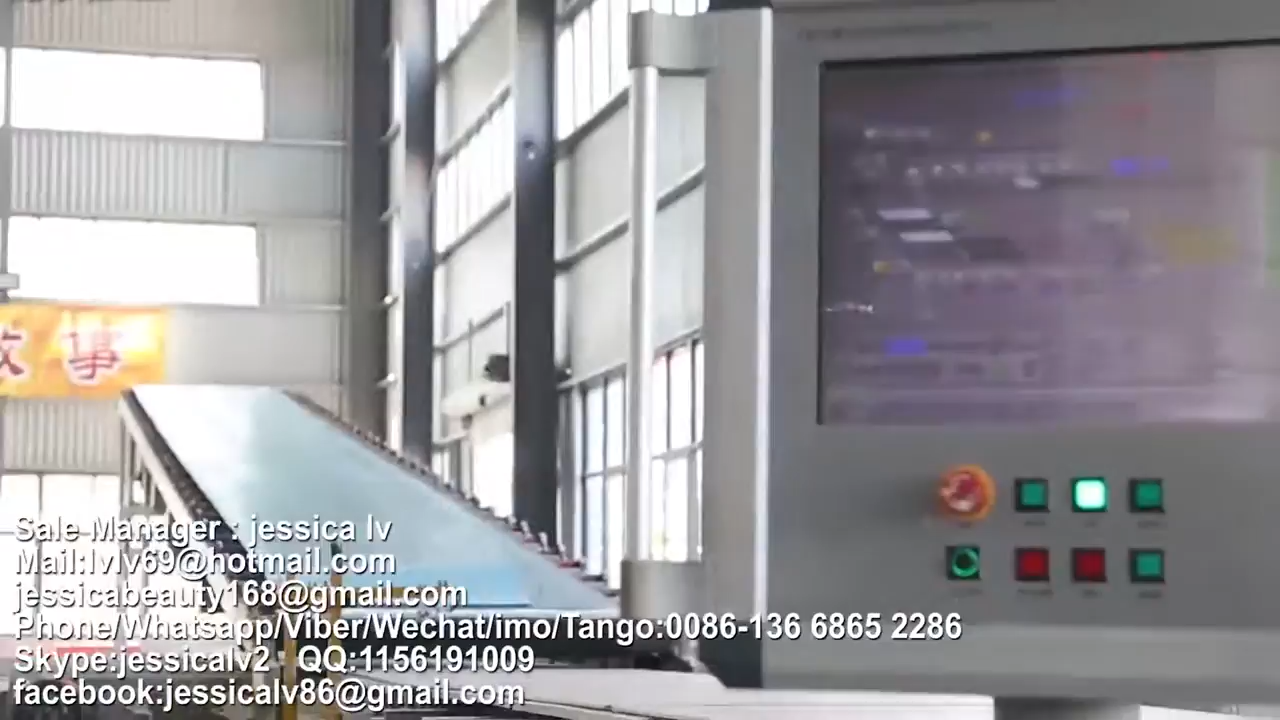 故事
Sale Manager : jessica lv
Mail:lvlv69@hotmail.com
jessicabeauty168@gmail.com
Phone/Whatsapp/Viber/Wechat/imo/Tango:0086-136 6865 2286
Skype:jessicalv2 QQ:1156191009
facebook:jessicalv86@gmail.com